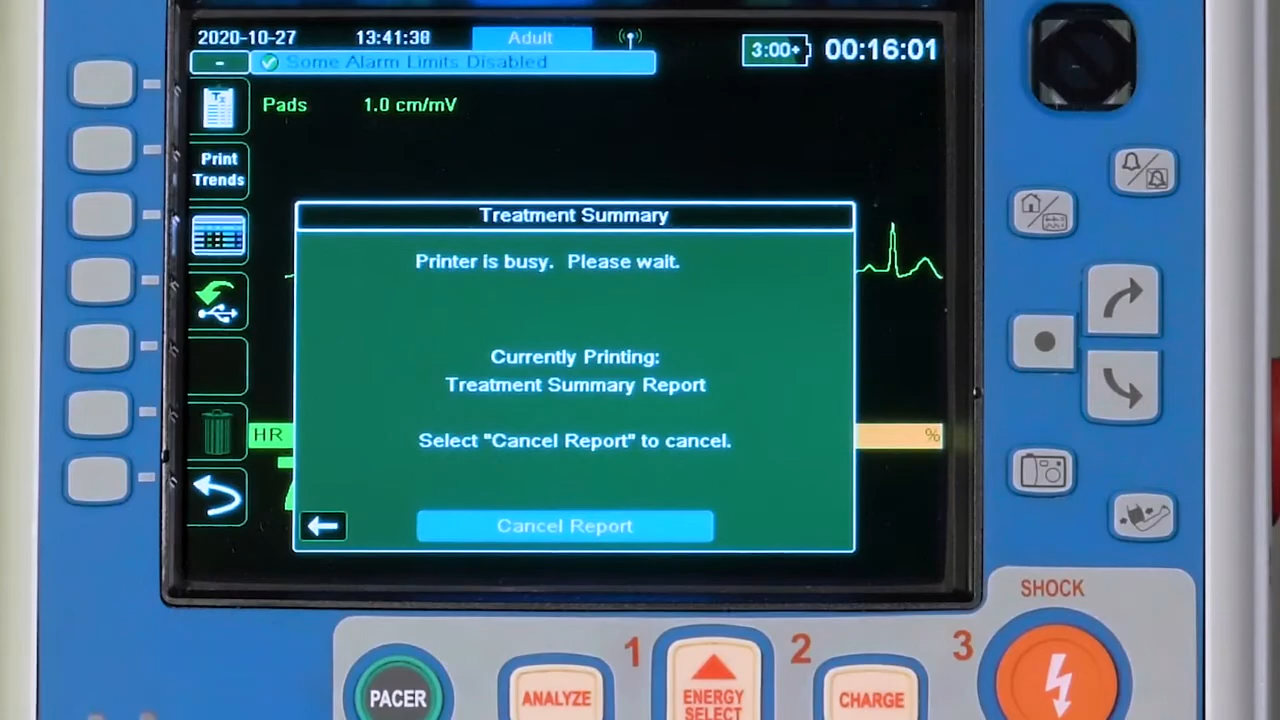 2020-10-27 13:41:38 Adult 3:00+ 00:16:01
- Some Alarm Limits Disabled
Pads 1.0 cm/mV
Print
Trends
Treatment Summary
Printer is busy. Please wait.
Currently Printing:
Treatment Summary Report
HR %
Select "Cancel Report" to cancel.
Cancel Report
SHOCK
1 2 3
PACER ANALYZE ENERGY
SELECT
CHARGE